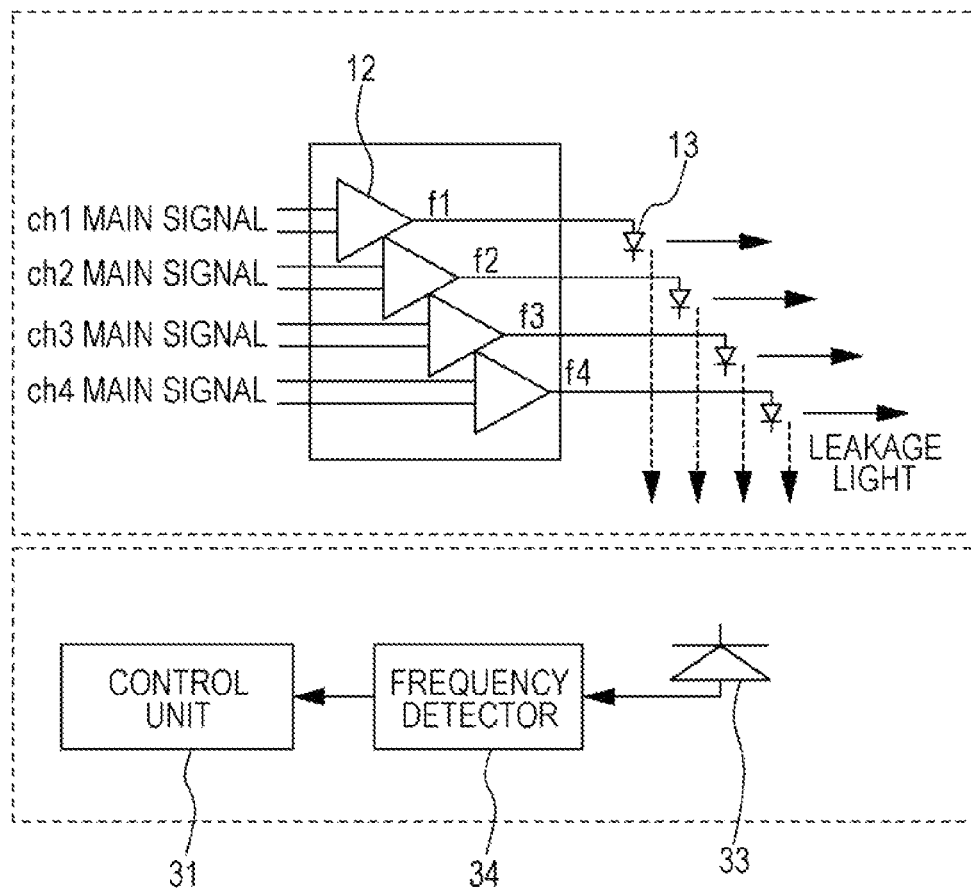 12
13
ch1 MAIN SIGNAL
f1
ch2 MAIN SIGNAL
f2
ch3 MAIN SIGNAL
f3
ch4 MAIN SIGNAL
f4
LEAKAGE
LIGHT
CONTROL
UNIT
FREQUENCY
DETECTOR
31
34
33